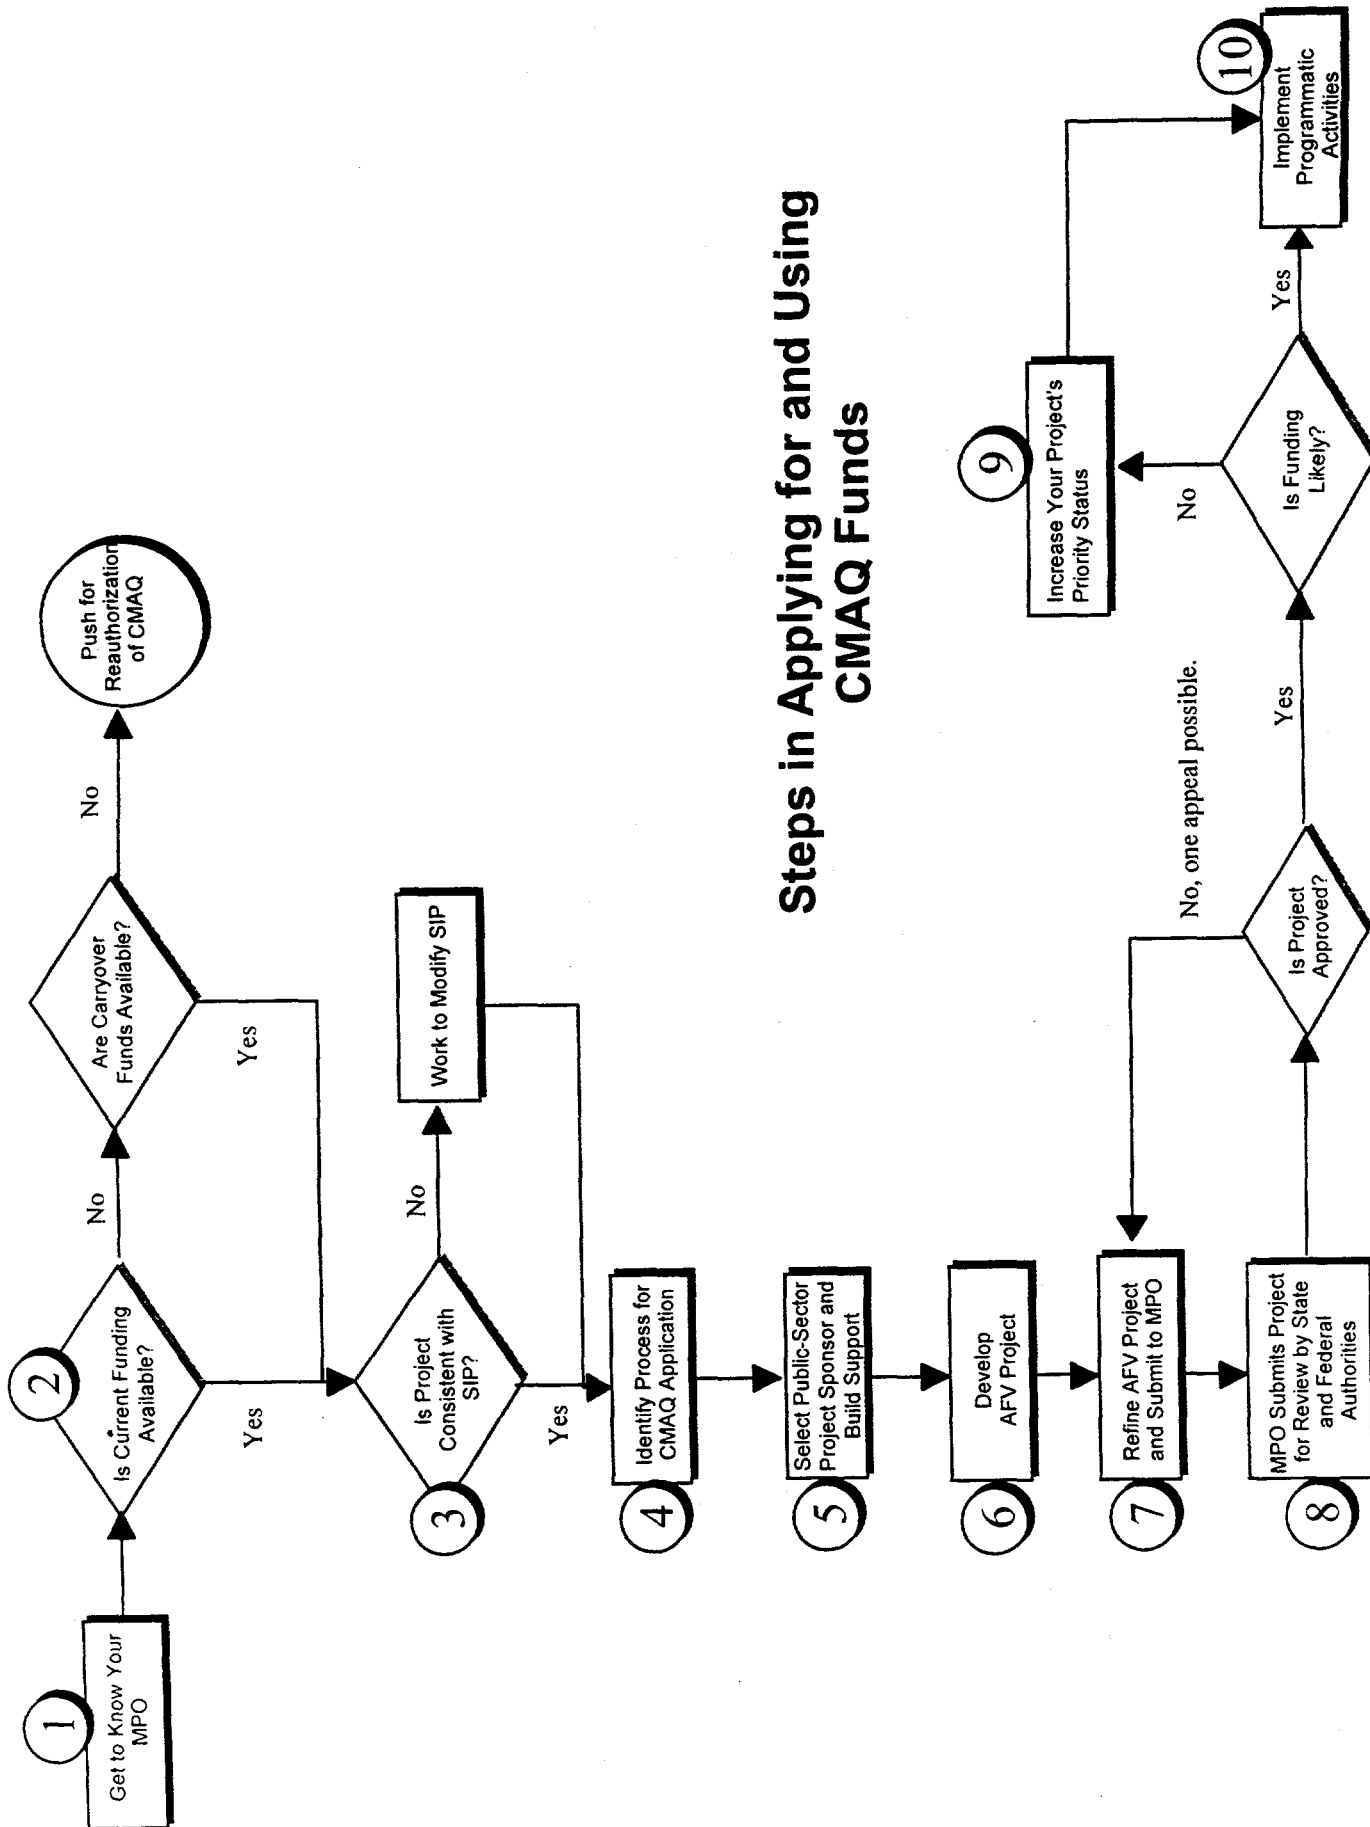 1
Get to Know Your
MPO
2
Is Current Funding
Available?
No
Are Carryover
Funds Available?
No
Push for
Reauthorization
of CMAQ
Yes
Yes
3
Is Project
Consistent with
SIP?
No
Work to Modify SIP
Yes
4
Identify Process for
CMAQ Application
5
Select Public-Sector
Project Sponsor and
Build Support
6
Develop
AFV Project
7
Refine AFV Project
and Submit to MPO
8
MPO Submits Project
for Review by State
and Federal
Authorities
Steps in Applying for and Using
CMAQ Funds
No, one appeal possible.
Is Project
Approved?
Yes
Is Funding
Likely?
No
9
Increase Your Project's
Priority Status
Yes
10
Implement
Programmatic
Activities